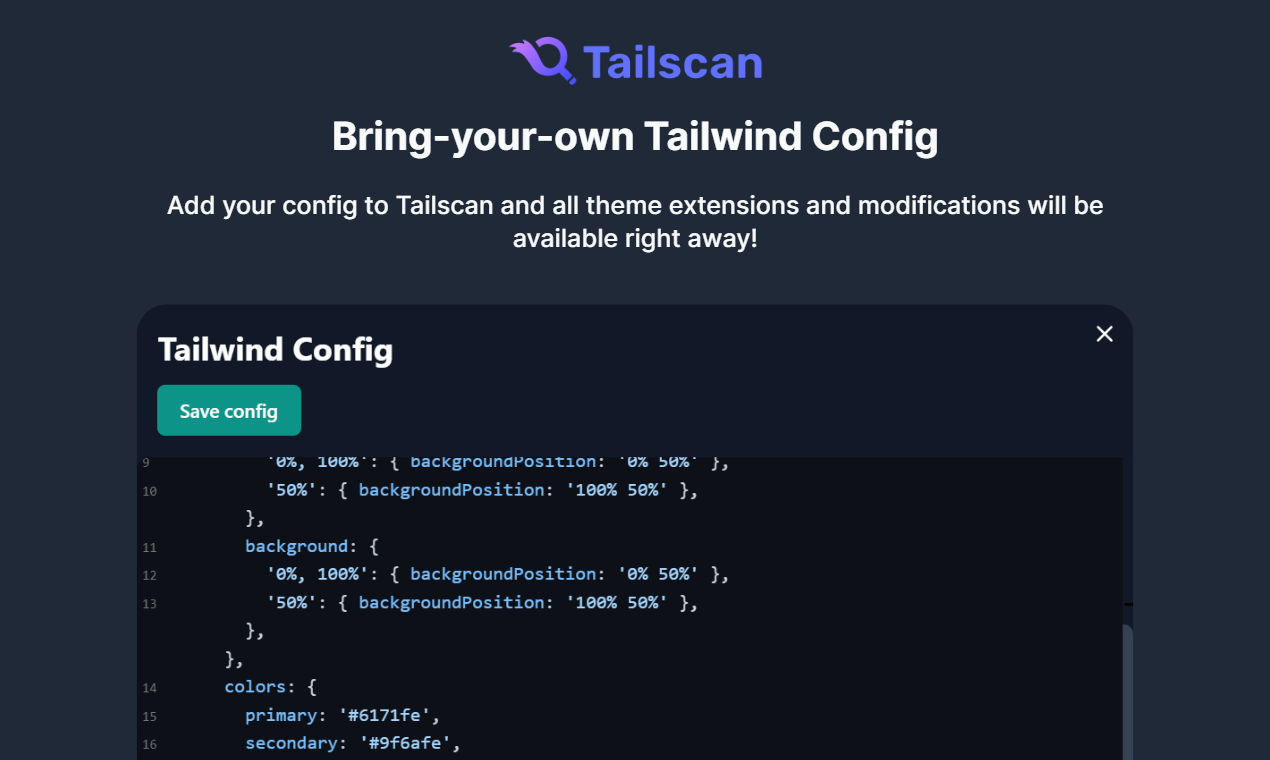 Tailscan
Bring-your-own Tailwind Config
Add your config to Tailscan and all theme extensions and modifications will be
available right away!
Tailwind Config
Save config
9 '0%, 100%': { backgroundPosition: '0% 50%' },
10 '50%': { backgroundPosition: '100% 50%' },
},
11 background: {
12 '0%, 100%': { backgroundPosition: '0% 50%' },
13 '50%': { backgroundPosition: '100% 50%' },
},
},
14 colors: {
15 primary: '#6171fe',
16 secondary: '#9f6afe',